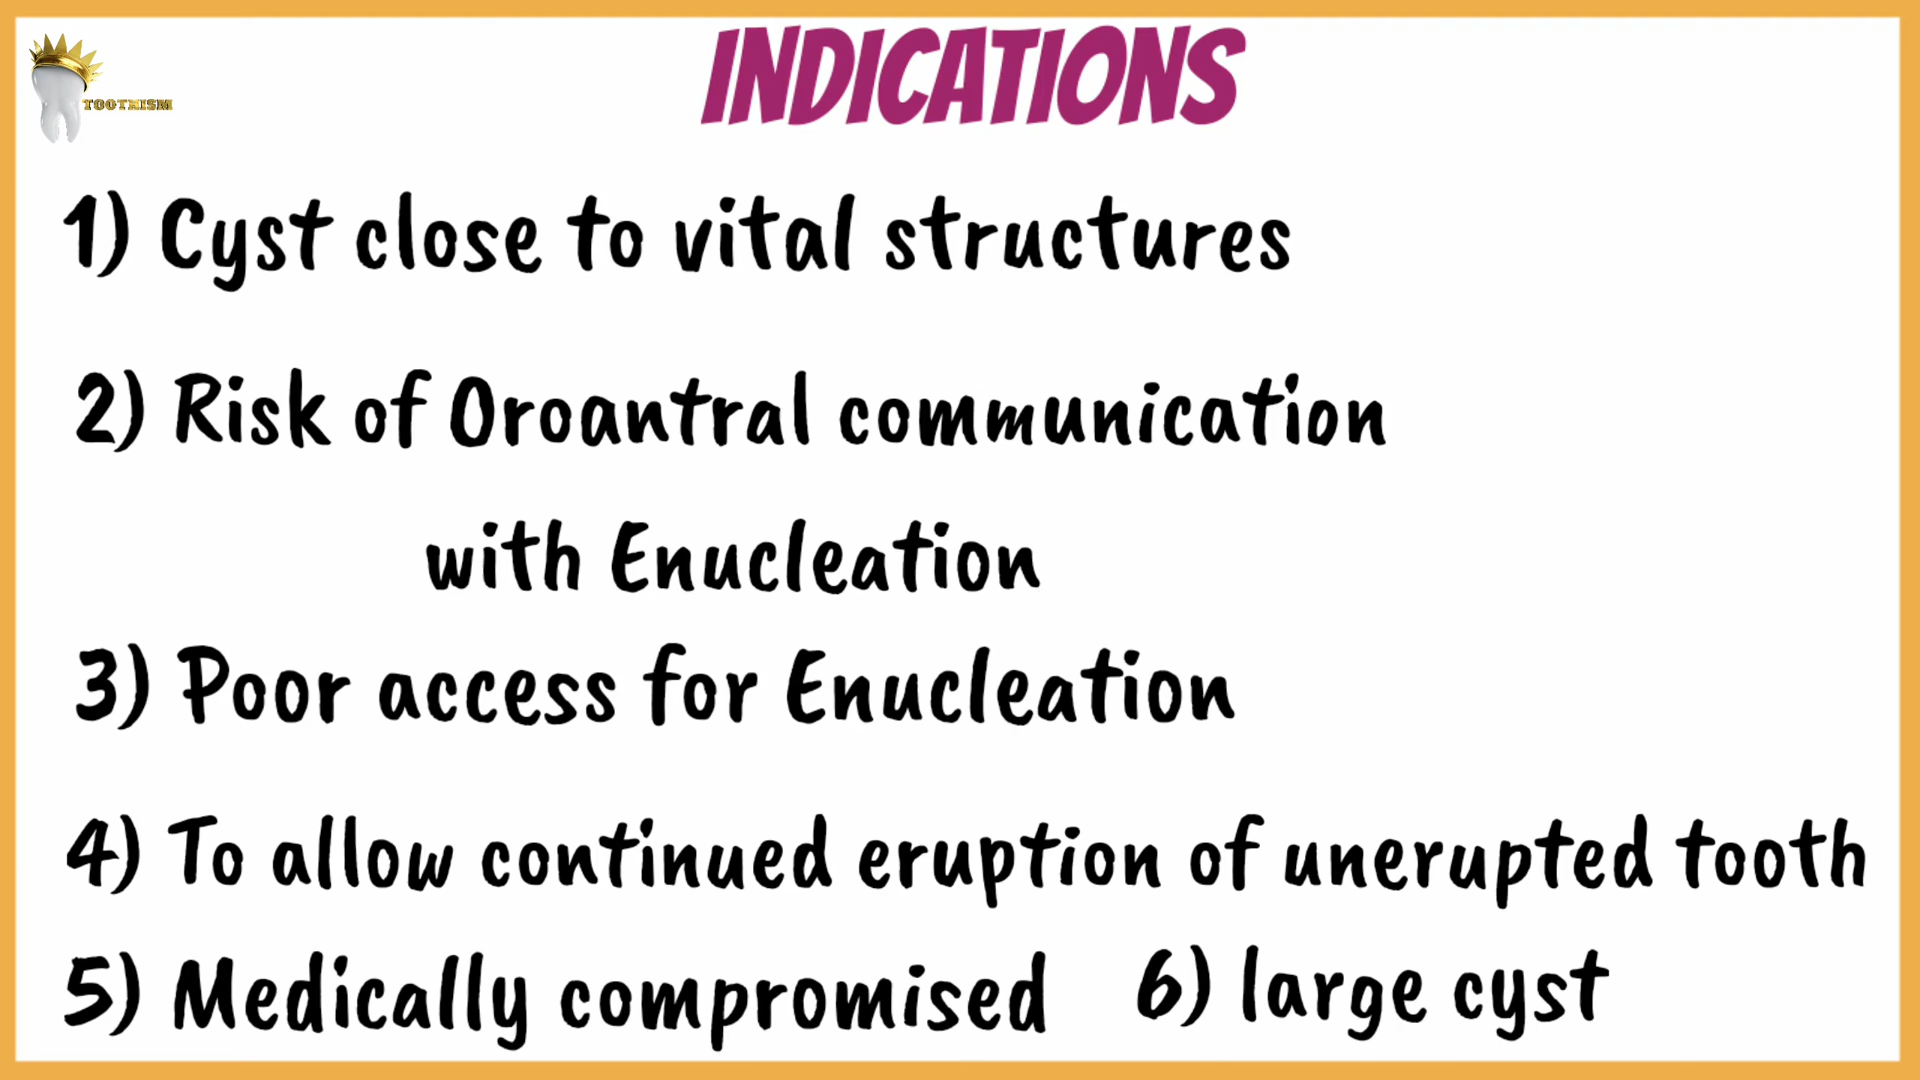 INDICATIONS
TOOTHISM
1) Cyst close to vital structures
2) Risk of Oroantral communication
with Enucleation
3) Poor access for Enucleation
4) To allow continued eruption of unerupted tooth
5) Medically compromised 6) large cyst